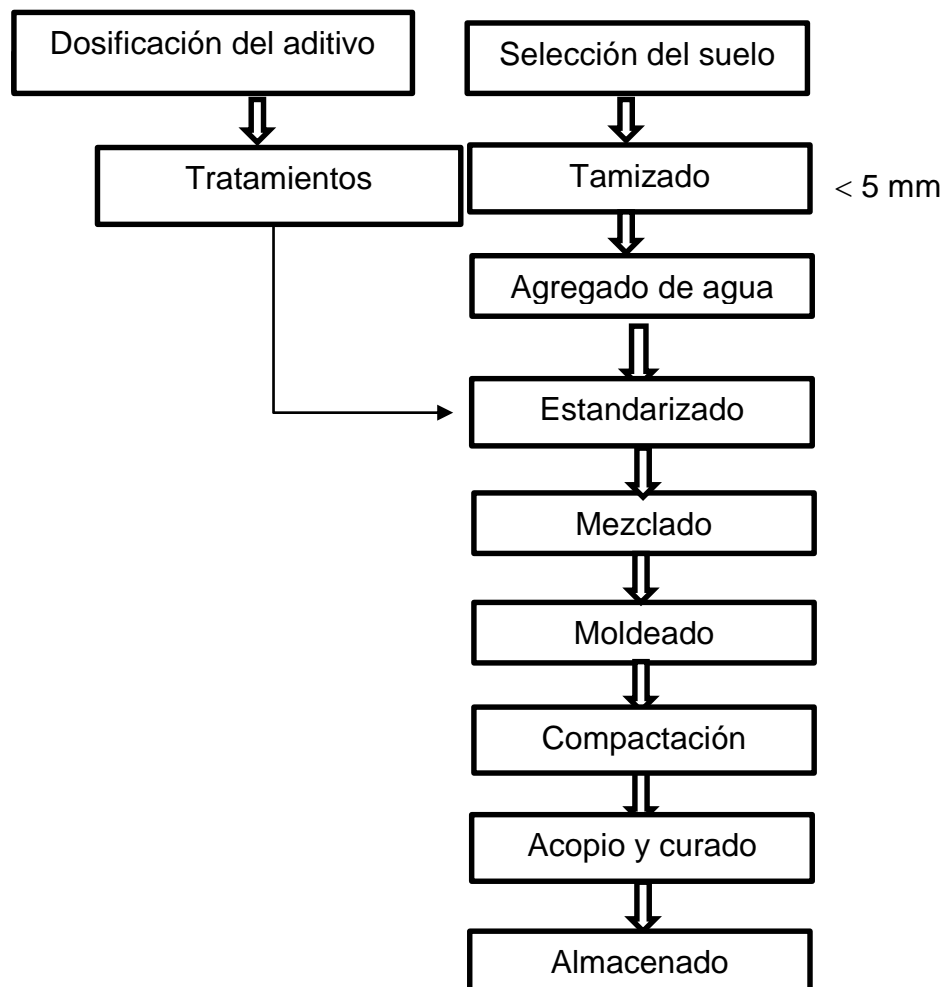 Dosificación del aditivo
Selección del suelo
Tratamientos
Tamizado
< 5 mm
Agregado de agua
Estandarizado
Mezclado
Moldeado
Compactación
Acopio y curado
Almacenado